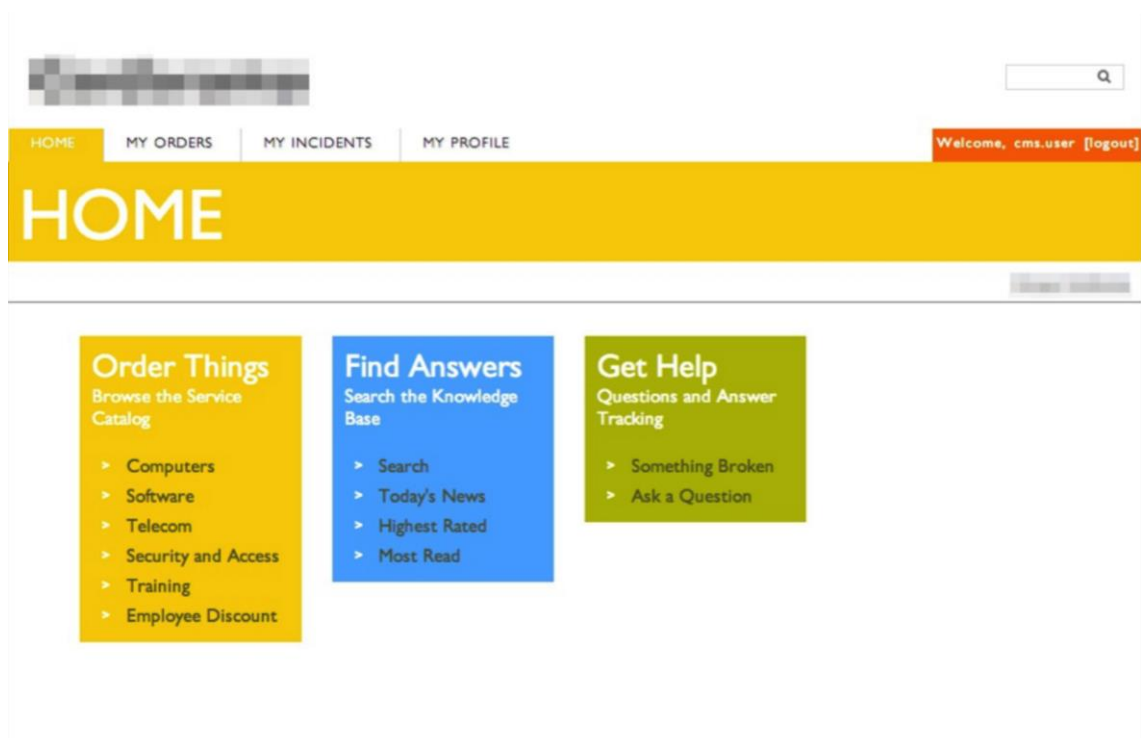 HOME MY ORDERS MY INCIDENTS MY PROFILE
Welcome, cms.user [logout]
HOME
Order Things
Browse the Service
Catalog
> Computers
> Software
> Telecom
> Security and Access
> Training
> Employee Discount
Find Answers
Search the Knowledge
Base
> Search
> Today's News
> Highest Rated
> Most Read
Get Help
Questions and Answer
Tracking
> Something Broken
> Ask a Question